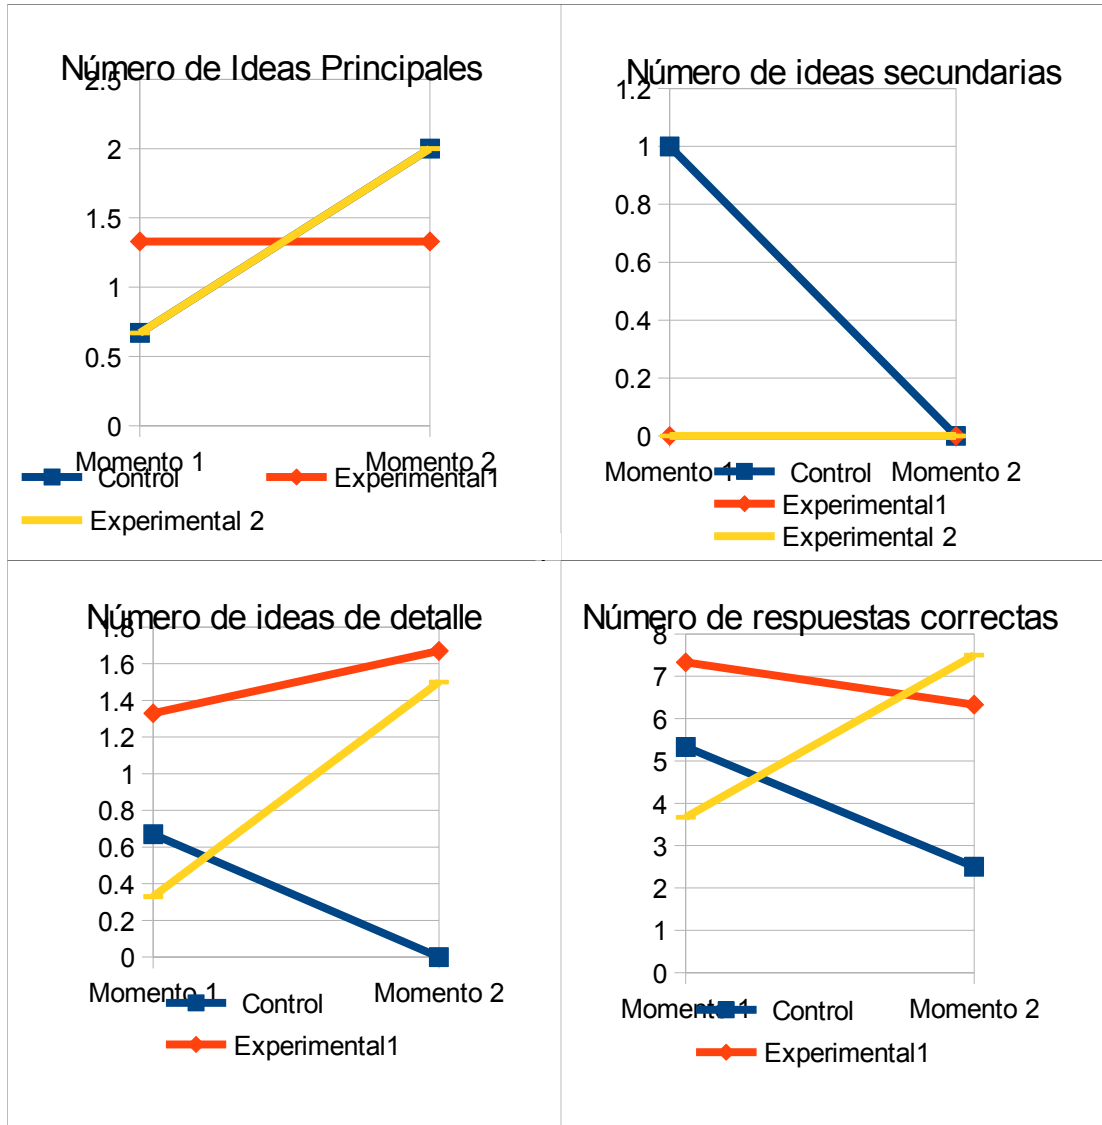 Número de Ideas Principales
2.5
2
1.5
1
0.5
0
Momento 1 Momento 2
Control Experimental1
Experimental 2
Número de ideas secundarias
1.2
1
0.8
0.6
0.4
0.2
0
Momento 1 Momento 2
Control
Experimental1
Experimental 2
Número de ideas de detalle
1.8
1.6
1.4
1.2
1
0.8
0.6
0.4
0.2
0
Momento 1 Momento 2
Control
Experimental1
Número de respuestas correctas
8
7
6
5
4
3
2
1
0
Momento 1 Momento 2
Control
Experimental1